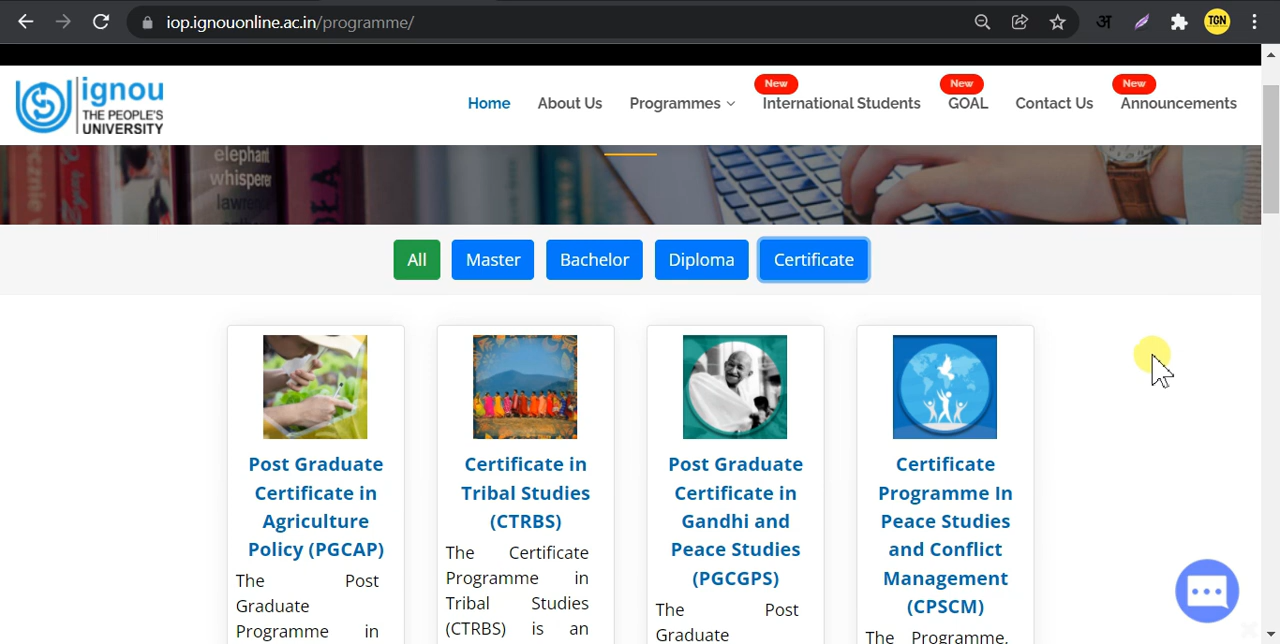 iop.ignouonline.ac.in/programme/
अ
TGN
ignou
THE PEOPLE'S
UNIVERSITY
New
New
New
Home
About Us
Programmes
International Students
GOAL
Contact Us
Announcements
elephant
whisperer
lawrence
All
Master
Bachelor
Diploma
Certificate
Post Graduate
Certificate in
Agriculture
Policy (PGCAP)
The Post
Graduate
Programme in
Certificate in
Tribal Studies
(CTRBS)
The Certificate
Programme in
Tribal Studies
(CTRBS) is an
Post Graduate
Certificate in
Gandhi and
Peace Studies
(PGCGPS)
The Post
Graduate
Certificate
Programme In
Peace Studies
and Conflict
Management
(CPSCM)
The Programme,